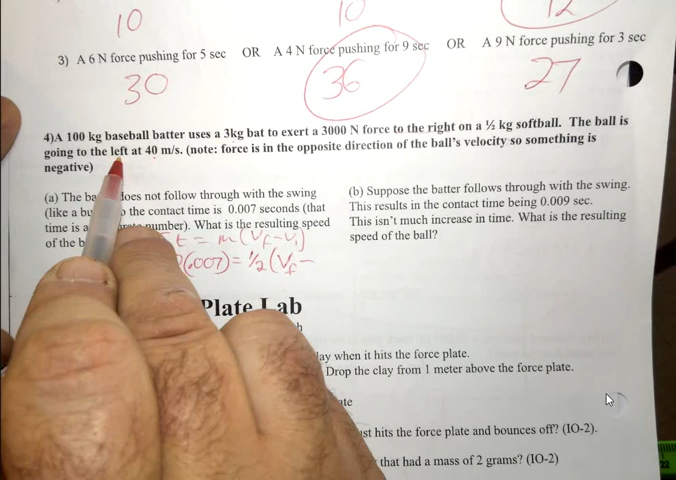 10
10
12
3) A 6 N force pushing for 5 sec OR A 4 N force pushing for 9 sec OR A 9 N force pushing for 3 sec
30
36
27
4)A 100 kg baseball batter uses a 3kg bat to exert a 3000 N force to the right on a ½ kg softball. The ball is
going to the left at 40 m/s. (note: force is in the opposite direction of the ball's velocity so something is
negative)
(a) The ba does not follow through with the swing
(like a bu the contact time is 0.007 seconds (that
time is a number). What is the resulting speed
of the b
t = m(Vf - Vi)
(.007) = ½ (Vf -
(b) Suppose the batter follows through with the swing.
This results in the contact time being 0.009 sec.
This isn't much increase in time. What is the resulting
speed of the ball?
Plate Lab
lay when it hits the force plate.
Drop the clay from 1 meter above the force plate.
ate
st hits the force plate and bounces off? (IO-2).
that had a mass of 2 grams? (IO-2)
22